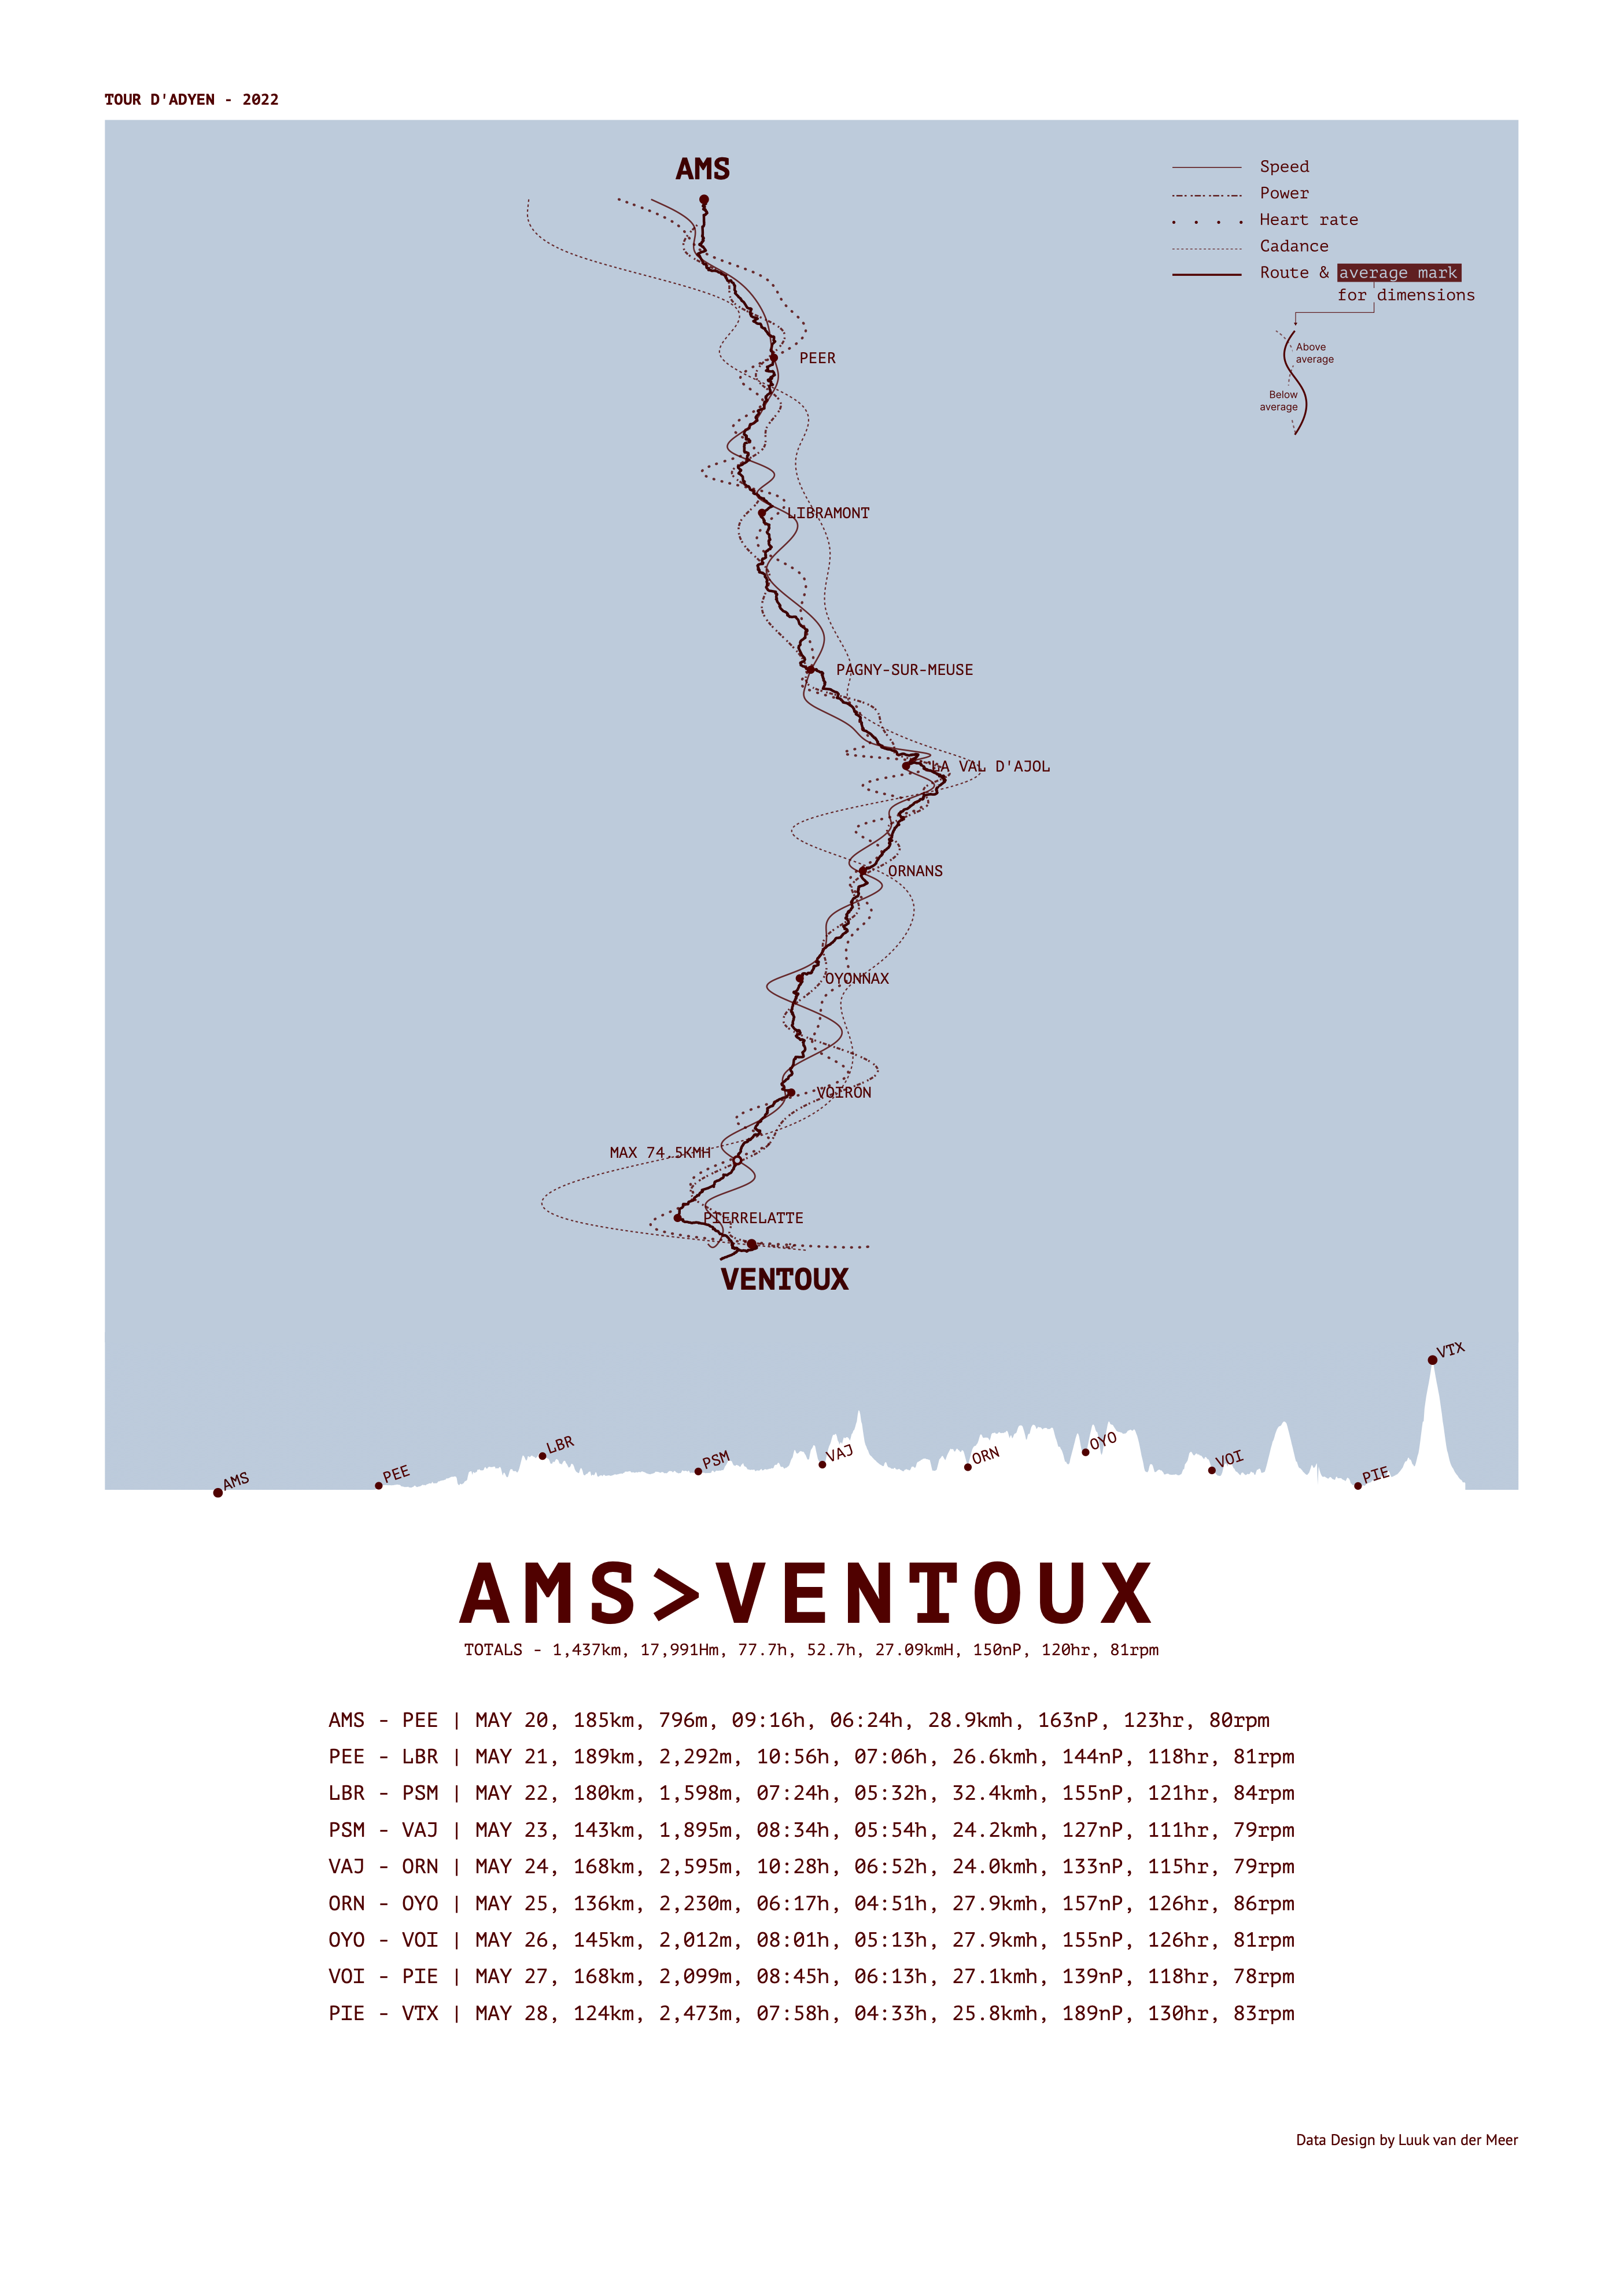 TOUR D'ADYEN - 2022
AMS
Speed
Power
Heart rate
Cadance
Route & average mark
for dimensions
Above
average
Below
average
PEER
LIBRAMONT
PAGNY-SUR-MEUSE
LA VAL D'AJOL
ORNANS
OYONNAX
VOIRON
MAX 74.5KMH
PIERRELATTE
VENTOUX
AMS
PEE
LBR
PSM
VAJ
ORN
OYO
VOI
PIE
VTX
AMS>VENTOUX
TOTALS - 1,437km, 17,991Hm, 77.7h, 52.7h, 27.09kmH, 150nP, 120hr, 81rpm
AMS - PEE | MAY 20, 185km, 796m, 09:16h, 06:24h, 28.9kmh, 163nP, 123hr, 80rpm
PEE - LBR | MAY 21, 189km, 2,292m, 10:56h, 07:06h, 26.6kmh, 144nP, 118hr, 81rpm
LBR - PSM | MAY 22, 180km, 1,598m, 07:24h, 05:32h, 32.4kmh, 155nP, 121hr, 84rpm
PSM - VAJ | MAY 23, 143km, 1,895m, 08:34h, 05:54h, 24.2kmh, 127nP, 111hr, 79rpm
VAJ - ORN | MAY 24, 168km, 2,595m, 10:28h, 06:52h, 24.0kmh, 133nP, 115hr, 79rpm
ORN - OYO | MAY 25, 136km, 2,230m, 06:17h, 04:51h, 27.9kmh, 157nP, 126hr, 86rpm
OYO - VOI | MAY 26, 145km, 2,012m, 08:01h, 05:13h, 27.9kmh, 155nP, 126hr, 81rpm
VOI - PIE | MAY 27, 168km, 2,099m, 08:45h, 06:13h, 27.1kmh, 139nP, 118hr, 78rpm
PIE - VTX | MAY 28, 124km, 2,473m, 07:58h, 04:33h, 25.8kmh, 189nP, 130hr, 83rpm
Data Design by Luuk van der Meer